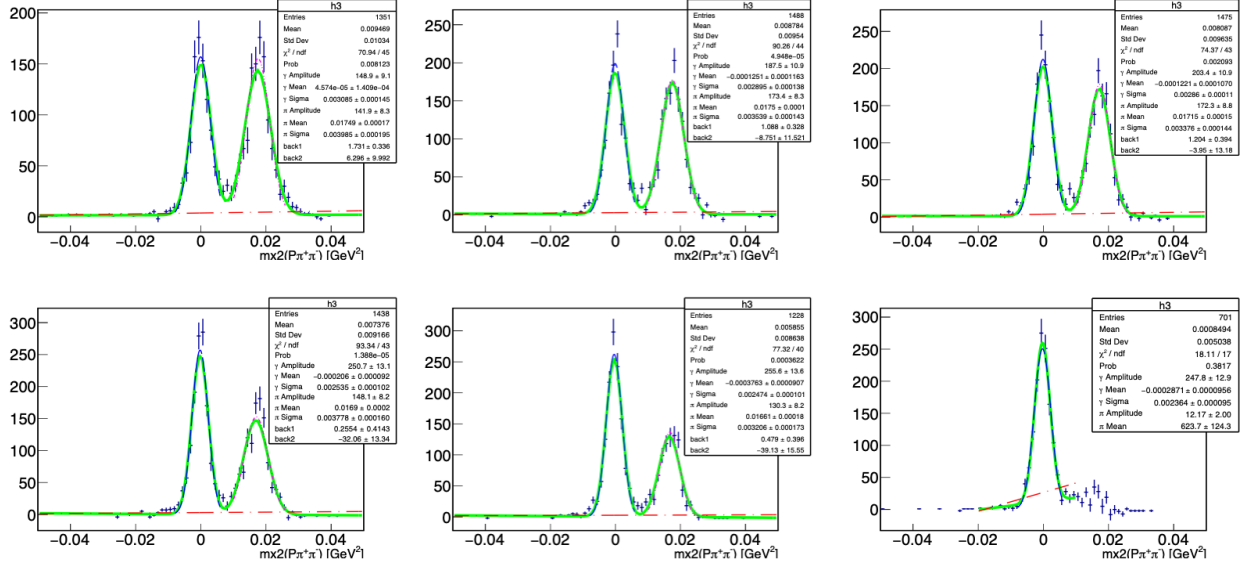 h3
Entries 1351
Mean 0.009469
Std Dev 0.01034
χ² / ndf 70.94 / 45
Prob 0.008123
γ Amplitude 148.9 ± 9.1
γ Mean 4.574e-05 ± 1.409e-04
γ Sigma 0.003085 ± 0.000145
π Amplitude 141.9 ± 8.3
π Mean 0.01749 ± 0.00017
π Sigma 0.003985 ± 0.000195
back1 1.731 ± 0.336
back2 6.296 ± 9.992
200
150
100
50
0
−0.04 −0.02 0 0.02 0.04
mx2(Pπ⁺π⁻) [GeV²]
h3
Entries 1488
Mean 0.008784
Std Dev 0.00954
χ² / ndf 90.26 / 44
Prob 4.948e-05
γ Amplitude 187.5 ± 10.9
γ Mean −0.0001251 ± 0.0001163
γ Sigma 0.002895 ± 0.000138
π Amplitude 173.4 ± 8.3
π Mean 0.0175 ± 0.0001
π Sigma 0.003539 ± 0.000143
back1 1.088 ± 0.328
back2 −8.751 ± 11.521
250
200
150
100
50
0
−0.04 −0.02 0 0.02 0.04
mx2(Pπ⁺π⁻) [GeV²]
h3
Entries 1475
Mean 0.008087
Std Dev 0.009635
χ² / ndf 74.37 / 43
Prob 0.002093
γ Amplitude 203.4 ± 10.9
γ Mean −0.0001221 ± 0.0001070
γ Sigma 0.00286 ± 0.00011
π Amplitude 172.3 ± 8.8
π Mean 0.01715 ± 0.00015
π Sigma 0.003376 ± 0.000144
back1 1.204 ± 0.394
back2 −3.95 ± 13.18
250
200
150
100
50
0
−0.04 −0.02 0 0.02 0.04
mx2(Pπ⁺π⁻) [GeV²]
h3
Entries 1438
Mean 0.007376
Std Dev 0.009166
χ² / ndf 93.34 / 43
Prob 1.388e-05
γ Amplitude 250.7 ± 13.1
γ Mean −0.000206 ± 0.000092
γ Sigma 0.002535 ± 0.000102
π Amplitude 148.1 ± 8.2
π Mean 0.0169 ± 0.0002
π Sigma 0.003778 ± 0.000160
back1 0.2554 ± 0.4143
back2 −32.06 ± 13.34
300
250
200
150
100
50
0
−0.04 −0.02 0 0.02 0.04
mx2(Pπ⁺π⁻) [GeV²]
h3
Entries 1228
Mean 0.005855
Std Dev 0.008638
χ² / ndf 77.32 / 40
Prob 0.0003622
γ Amplitude 255.6 ± 13.6
γ Mean −0.0003763 ± 0.0000907
γ Sigma 0.002474 ± 0.000101
π Amplitude 130.3 ± 8.2
π Mean 0.01661 ± 0.00018
π Sigma 0.003206 ± 0.000173
back1 0.479 ± 0.396
back2 −39.13 ± 15.55
300
250
200
150
100
50
0
−0.04 −0.02 0 0.02 0.04
mx2(Pπ⁺π⁻) [GeV²]
h3
Entries 701
Mean 0.0008494
Std Dev 0.005038
χ² / ndf 18.11 / 17
Prob 0.3817
γ Amplitude 247.8 ± 12.9
γ Mean −0.0002871 ± 0.0000956
γ Sigma 0.002364 ± 0.000095
π Amplitude 12.17 ± 2.00
π Mean 623.7 ± 124.3
300
250
200
150
100
50
0
−0.04 −0.02 0 0.02 0.04
mx2(Pπ⁺π⁻) [GeV²]